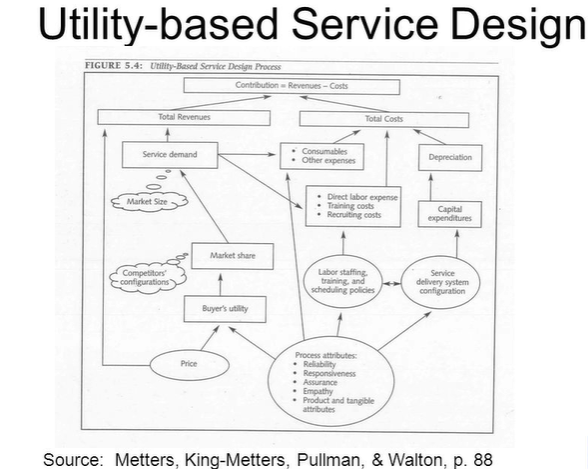 Utility-based Service Design
FIGURE 5.4: Utility-Based Service Design Process
Contribution = Revenues – Costs
Total Revenues
Total Costs
Service demand
• Consumables
• Other expenses
Depreciation
Market Size
• Direct labor expense
• Training costs
• Recruiting costs
Capital
expenditures
Market share
Competitors'
configurations
Labor staffing,
training, and
scheduling policies
Service
delivery system
configuration
Buyer's utility
Price
Process attributes:
• Reliability
• Responsiveness
• Assurance
• Empathy
• Product and tangible
attributes
Source: Metters, King-Metters, Pullman, & Walton, p. 88